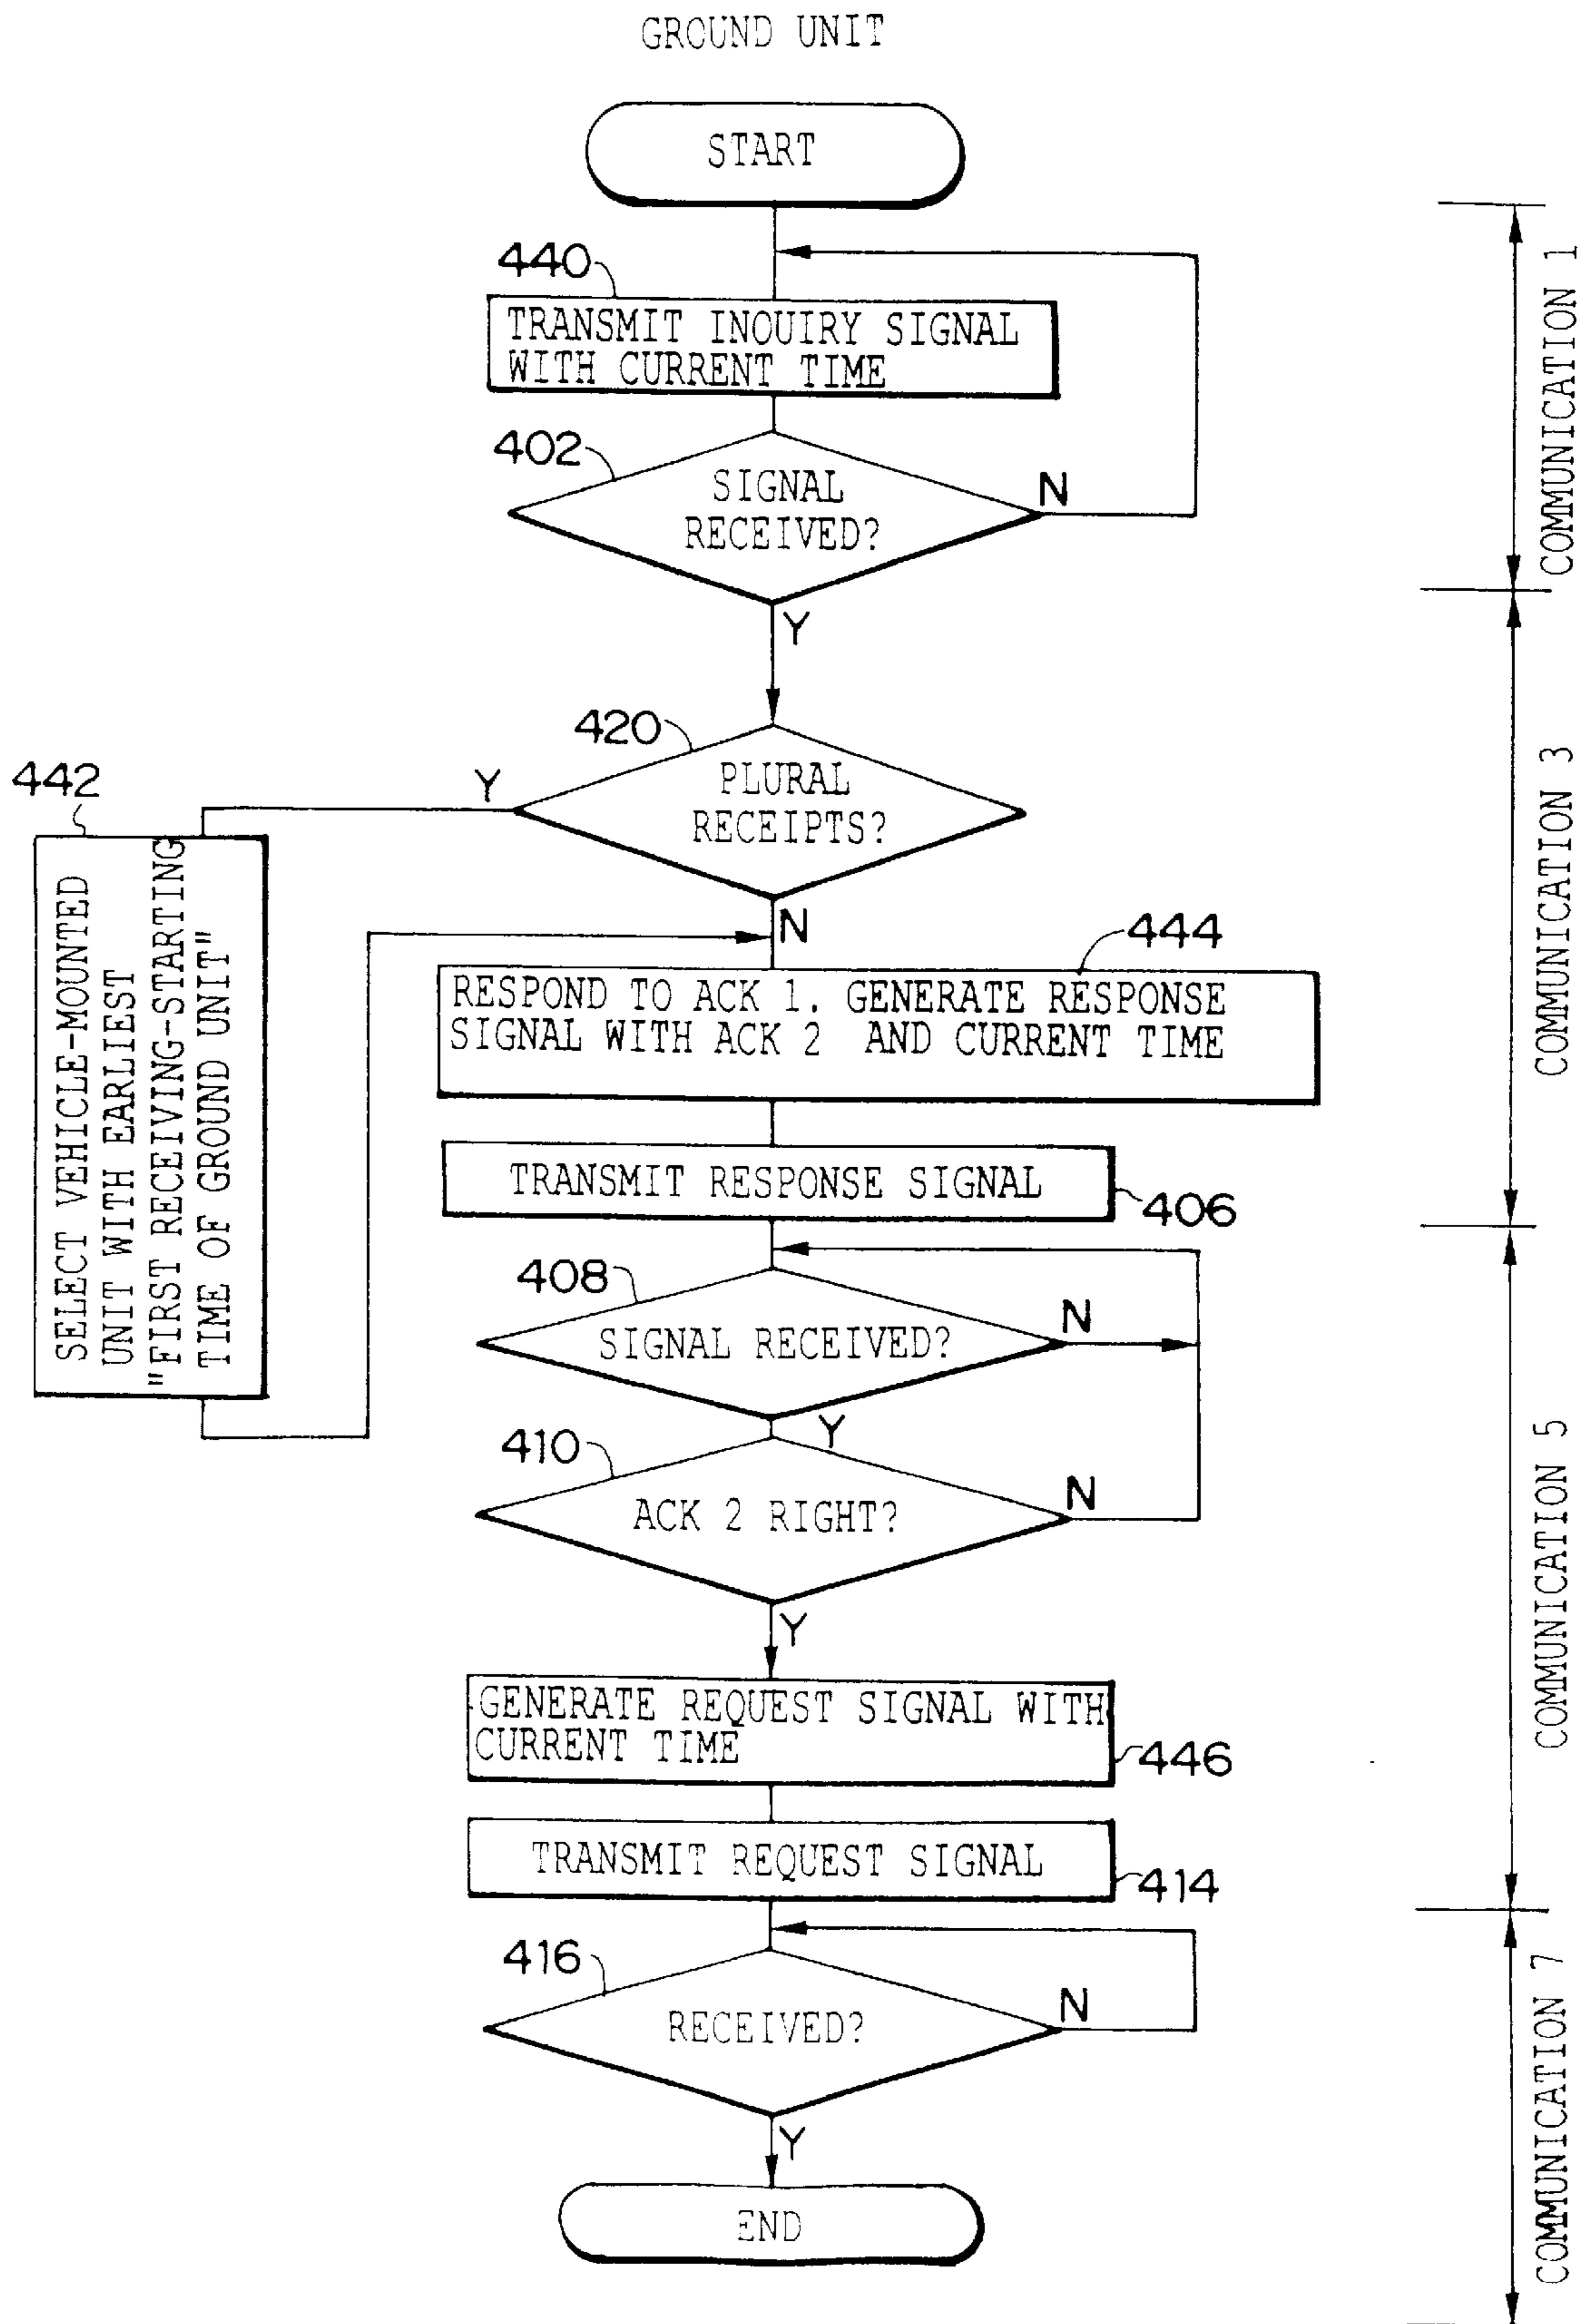 GROUND UNIT
START
440
TRANSMIT INOUIRY SIGNAL
WITH CURRENT TIME
402
SIGNAL
RECEIVED?
N
Y
COMMUNICATION 1
420
PLURAL
RECEIPTS?
Y
N
442
SELECT VEHICLE-MOUNTED
UNIT WITH EARLIEST
"FIRST RECEIVING-STARTING
TIME OF GROUND UNIT"
444
RESPOND TO ACK 1. GENERATE RESPONSE
SIGNAL WITH ACK 2 AND CURRENT TIME
TRANSMIT RESPONSE SIGNAL
406
COMMUNICATION 3
408
SIGNAL RECEIVED?
N
Y
410
ACK 2 RIGHT?
N
Y
GENERATE REQUEST SIGNAL WITH
CURRENT TIME
446
TRANSMIT REQUEST SIGNAL
414
COMMUNICATION 5
416
RECEIVED?
N
Y
END
COMMUNICATION 7